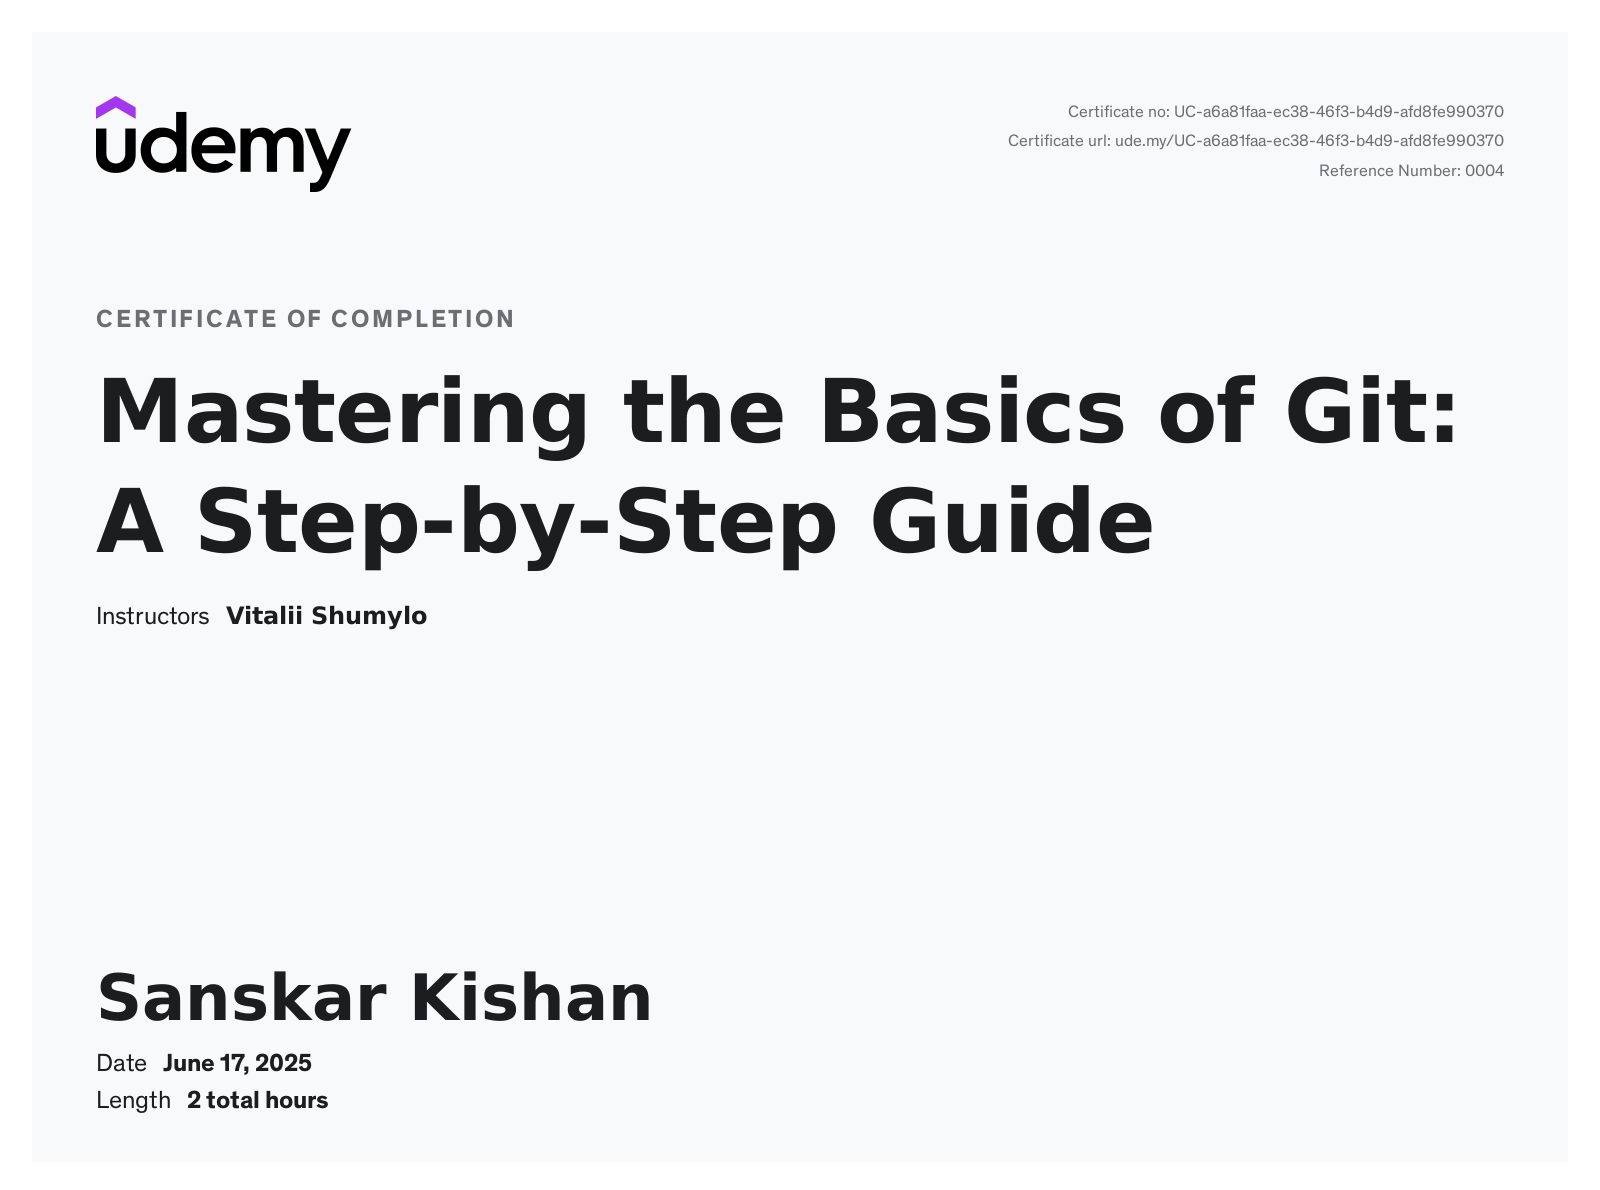 udemy
Certificate no: UC-a6a81faa-ec38-46f3-b4d9-afd8fe990370
Certificate url: ude.my/UC-a6a81faa-ec38-46f3-b4d9-afd8fe990370
Reference Number: 0004
CERTIFICATE OF COMPLETION
Mastering the Basics of Git:
A Step-by-Step Guide
Instructors Vitalii Shumylo
Sanskar Kishan
Date June 17, 2025
Length 2 total hours